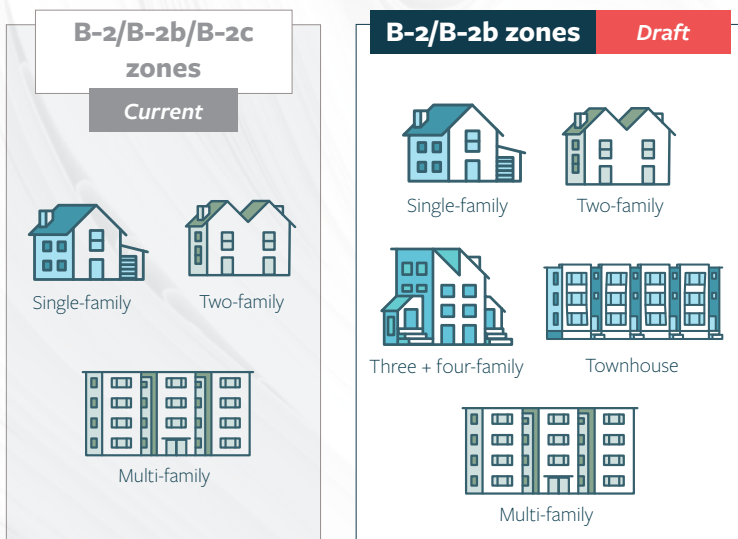 B-2/B-2b/B-2c
zones
Current
Single-family
Two-family
Multi-family
B-2/B-2b zones
Draft
Single-family
Two-family
Three + four-family
Townhouse
Multi-family